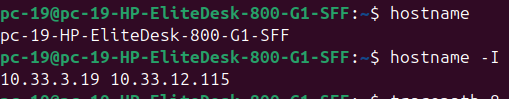 pc-19@pc-19-HP-EliteDesk-800-G1-SFF:~$ hostname
pc-19-HP-EliteDesk-800-G1-SFF
pc-19@pc-19-HP-EliteDesk-800-G1-SFF:~$ hostname -I
10.33.3.19 10.33.12.115